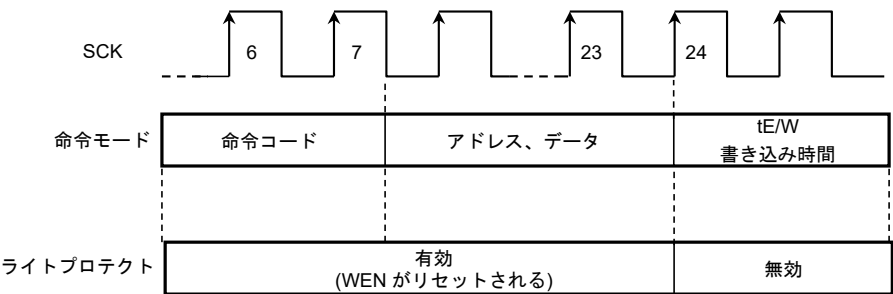 SCK
6
7
23
24
命令モード
命令コード
アドレス、データ
tE/W
書き込み時間
ライトプロテクト
有効
(WEN がリセットされる)
無効